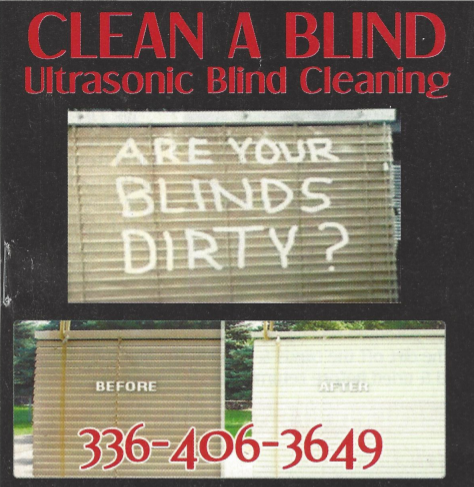 CLEAN A BLIND
Ultrasonic Blind Cleaning
ARE YOUR
BLINDS
DIRTY?
BEFORE
AFTER
336-406-3649